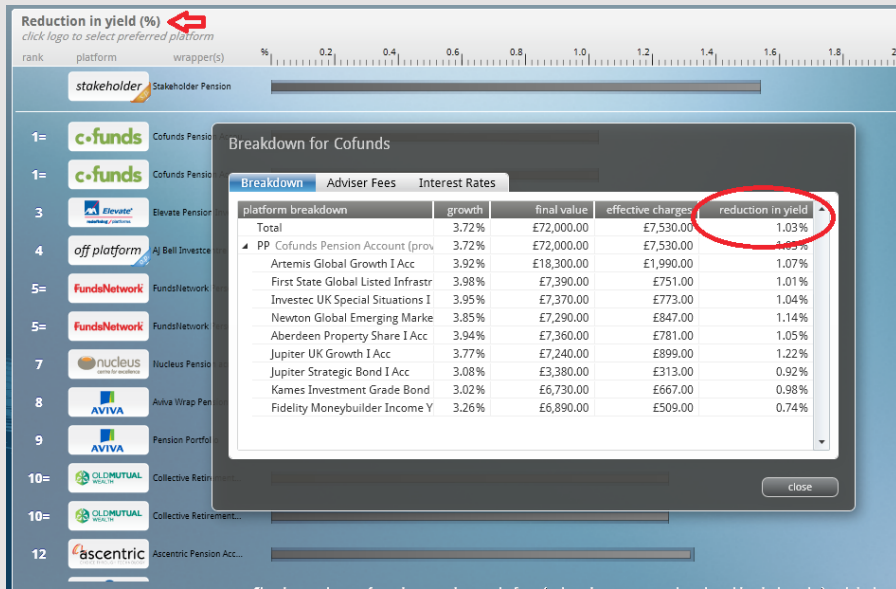 Reduction in yield (%)
click logo to select preferred platform
rank platform wrapper(s) % 0.2 0.4 0.6 0.8 1.0 1.2 1.4 1.6 1.8 2
stakeholder Stakeholder Pension
1= c•funds Cofunds Pension
1= c•funds Cofunds Pension
3 Elevate Elevate Pension
4 off platform AJ Bell Investce
5= FundsNetwork FundsNetwork
5= FundsNetwork FundsNetwork
7 nucleus Nucleus Pension
8 AVIVA Aviva Wrap Pen
9 AVIVA Pension Portfol
10= OLDMUTUAL WEALTH Collective Retire
10= OLDMUTUAL WEALTH Collective Retirement...
12 ascentric Ascentric Pension Acc...
Breakdown for Cofunds
Breakdown Adviser Fees Interest Rates
platform breakdown growth final value effective charges reduction in yield
Total 3.72% £72,000.00 £7,530.00 1.03%
PP Cofunds Pension Account (prov 3.72% £72,000.00 £7,530.00 1.03%
Artemis Global Growth I Acc 3.92% £18,300.00 £1,990.00 1.07%
First State Global Listed Infrastr 3.98% £7,390.00 £751.00 1.01%
Investec UK Special Situations I 3.95% £7,370.00 £773.00 1.04%
Newton Global Emerging Marke 3.85% £7,290.00 £847.00 1.14%
Aberdeen Property Share I Acc 3.94% £7,360.00 £781.00 1.05%
Jupiter UK Growth I Acc 3.77% £7,240.00 £899.00 1.22%
Jupiter Strategic Bond I Acc 3.08% £3,380.00 £313.00 0.92%
Kames Investment Grade Bond 3.02% £6,730.00 £667.00 0.98%
Fidelity Moneybuilder Income Y 3.26% £6,890.00 £509.00 0.74%
close